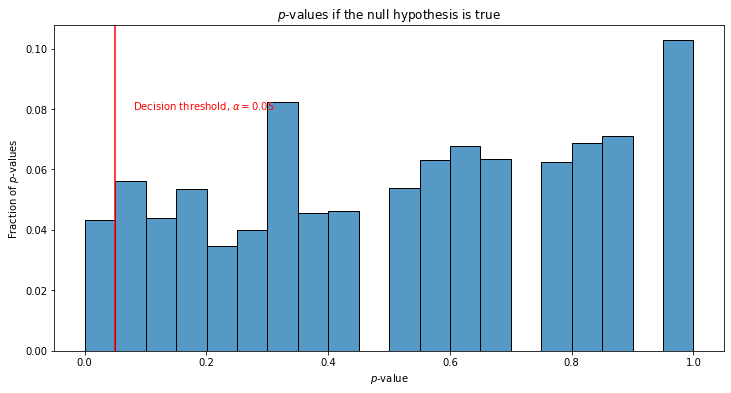 p-values if the null hypothesis is true
Decision threshold, α = 0.05
Fraction of p-values
0.10
0.08
0.06
0.04
0.02
0.00
0.0 0.2 0.4 0.6 0.8 1.0
p-value